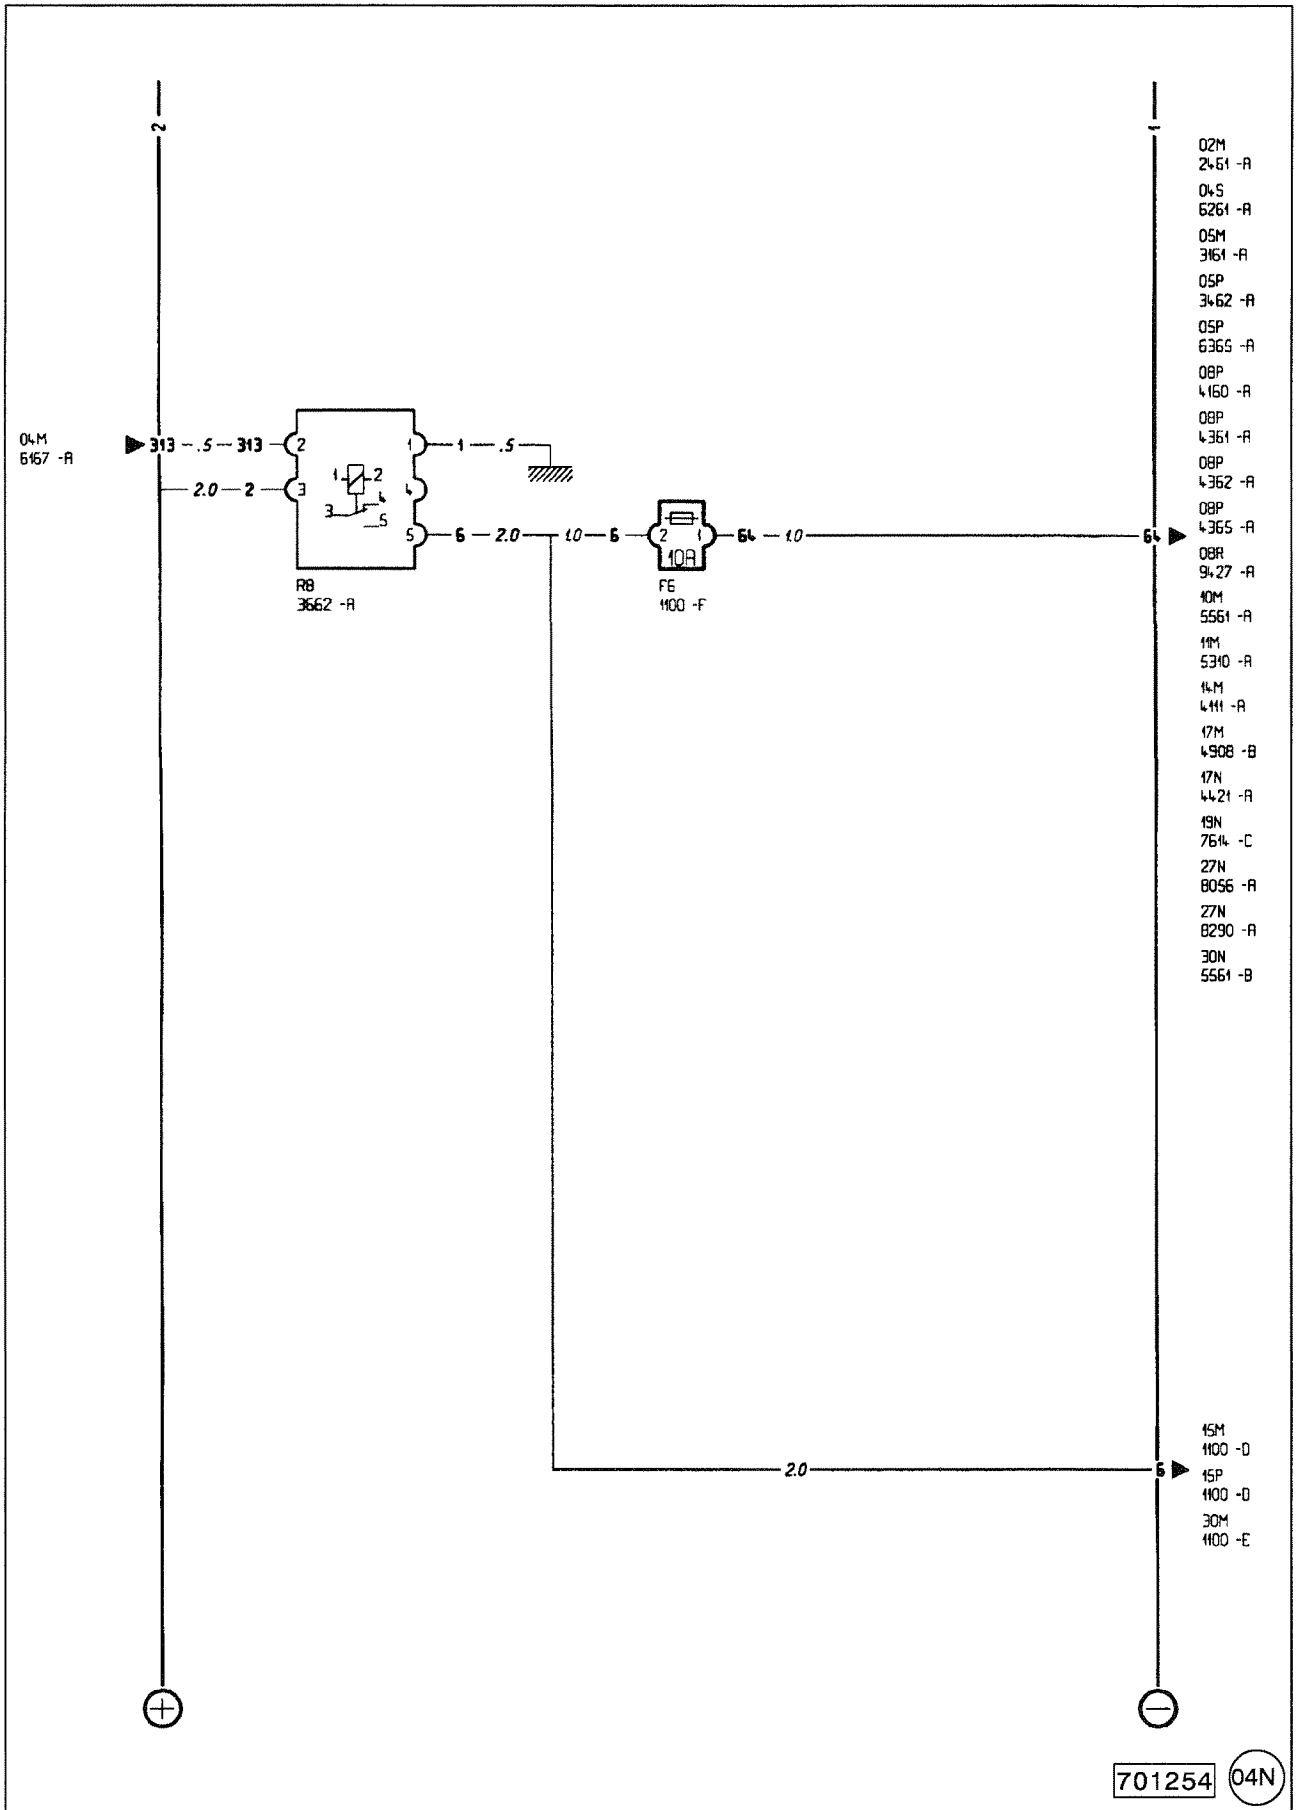 2
1
02M
2461 -A
04S
6261 -A
05M
3161 -A
05P
3462 -A
05P
6365 -A
08P
4160 -A
08P
4361 -A
08P
4362 -A
08P
4365 -A
08R
9427 -A
10M
5561 -A
11M
5310 -A
14M
4111 -A
17M
4908 -B
17N
4421 -A
19N
7614 -C
27N
8056 -A
27N
8290 -A
30N
5561 -B
04M
6167 -A
313 .5 313 2 1 1 .5
2.0 2 3 1 2 4
3 4 5
5 6 2.0 1.0 6 2 1 64 1.0 64
10A
R8
3662 -A
F6
1100 -F
2.0 6
15M
1100 -D
15P
1100 -D
30M
1100 -E
+
−
701254 04N